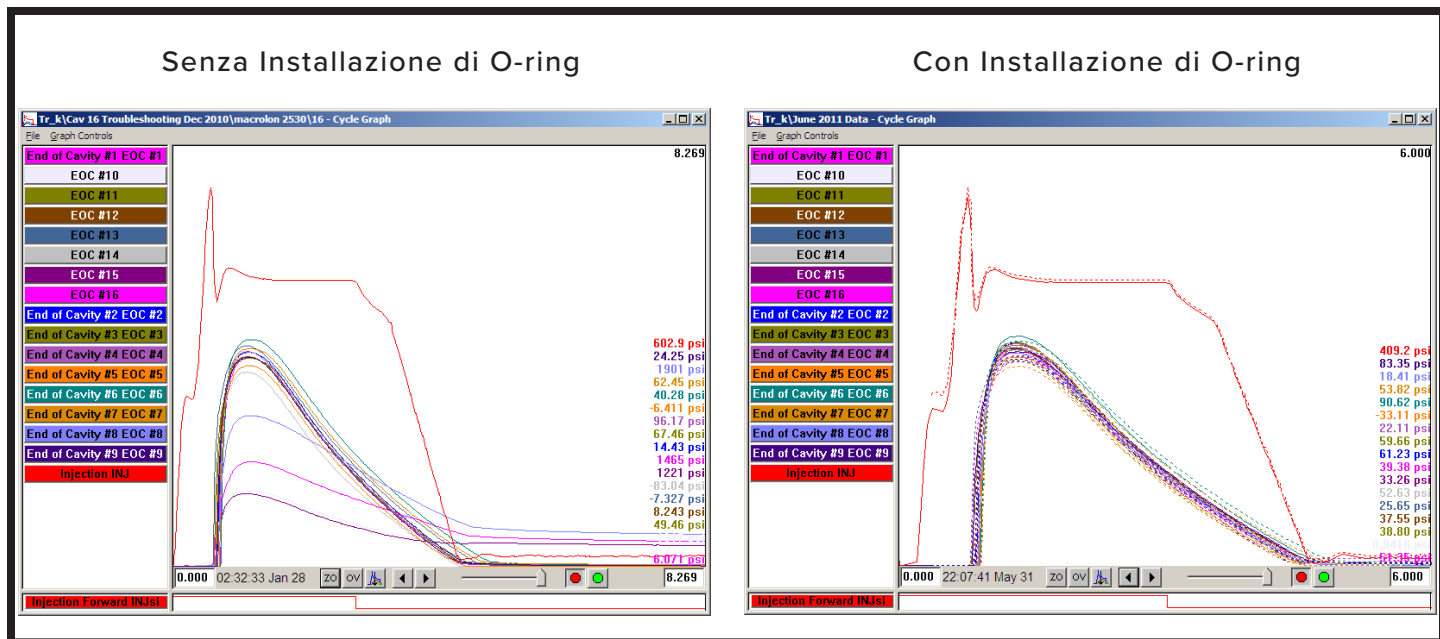 Senza Installazione di O-ring
Tr_k\Cav 16 Troubleshooting Dec 2010\macrolon 2530\16 - Cycle Graph
File Graph Controls
End of Cavity #1 EOC #1
EOC #10
EOC #11
EOC #12
EOC #13
EOC #14
EOC #15
EOC #16
End of Cavity #2 EOC #2
End of Cavity #3 EOC #3
End of Cavity #4 EOC #4
End of Cavity #5 EOC #5
End of Cavity #6 EOC #6
End of Cavity #7 EOC #7
End of Cavity #8 EOC #8
End of Cavity #9 EOC #9
Injection INJ
8.269
602.9 psi
24.25 psi
1901 psi
62.45 psi
40.28 psi
-6.411 psi
96.17 psi
67.46 psi
14.43 psi
1465 psi
1221 psi
-83.04 psi
-7.327 psi
8.243 psi
49.46 psi
6.071 psi
0.000 02:32:33 Jan 28 ZO OV 8.269
Injection Forward INJsi
Con Installazione di O-ring
Tr_k\June 2011 Data - Cycle Graph
File Graph Controls
End of Cavity #1 EOC #1
EOC #10
EOC #11
EOC #12
EOC #13
EOC #14
EOC #15
EOC #16
End of Cavity #2 EOC #2
End of Cavity #3 EOC #3
End of Cavity #4 EOC #4
End of Cavity #5 EOC #5
End of Cavity #6 EOC #6
End of Cavity #7 EOC #7
End of Cavity #8 EOC #8
End of Cavity #9 EOC #9
Injection INJ
6.000
409.2 psi
83.35 psi
18.41 psi
53.82 psi
90.62 psi
-33.11 psi
22.11 psi
59.66 psi
61.23 psi
39.38 psi
33.26 psi
52.63 psi
25.65 psi
37.55 psi
38.80 psi
0.000 22:07:41 May 31 ZO OV 6.000
Injection Forward INJsi